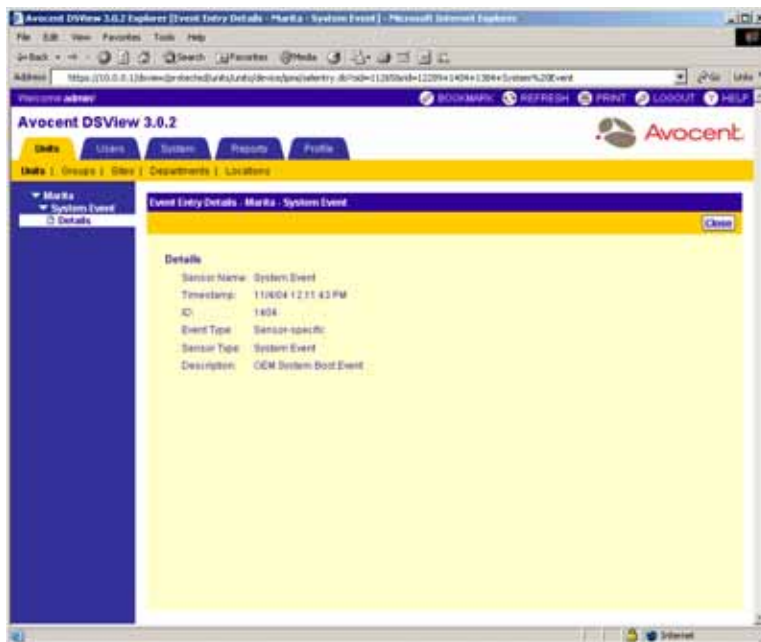 Avocent DSView 3.0.2 Explorer [Event Entry Details - Marita - System Event] - Microsoft Internet Explorer
File Edit View Favorites Tools Help
Back Search Favorites Media
Address Go Links
Welcome admin BOOKMARK REFRESH PRINT LOGOUT HELP
Avocent DSView 3.0.2
Avocent.
Units Users System Reports Profile
Units | Groups | Sites | Departments | Locations
Marita
System Event
Details
Event Entry Details - Marita - System Event
Close
Details
Sensor Name: System Event
Timestamp: 11/4/04 12:11:43 PM
ID: 1404
Event Type: Sensor-specific
Sensor Type: System Event
Description: OEM System Boot Event
Internet